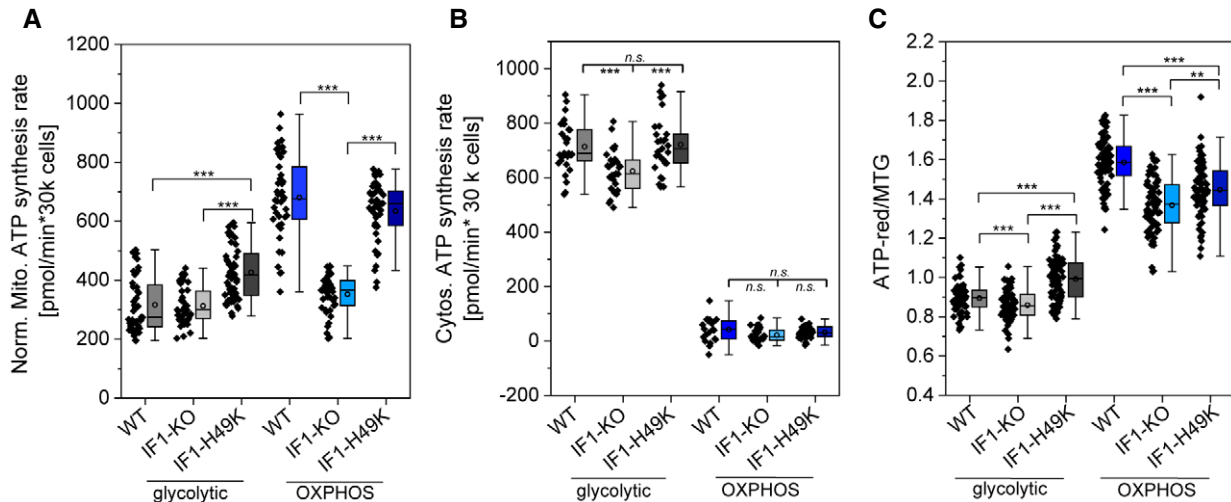 A
Norm. Mito. ATP synthesis rate
[pmol/min*30k cells]
1200
1000
800
600
400
200
0
***
***
***
***
WT
IF1-KO
IF1-H49K
WT
IF1-KO
IF1-H49K
glycolytic
OXPHOS
B
Cytos. ATP synthesis rate
[pmol/min* 30 k cells]
1000
800
600
400
200
0
-200
n.s.
***
***
n.s.
n.s.
n.s.
WT
IF1-KO
IF1-H49K
WT
IF1-KO
IF1-H49K
glycolytic
OXPHOS
C
ATP-red/MTG
2.2
2.0
1.8
1.6
1.4
1.2
1.0
0.8
0.6
0.4
***
**
***
***
***
***
WT
IF1-KO
IF1-H49K
WT
IF1-KO
IF1-H49K
glycolytic
OXPHOS